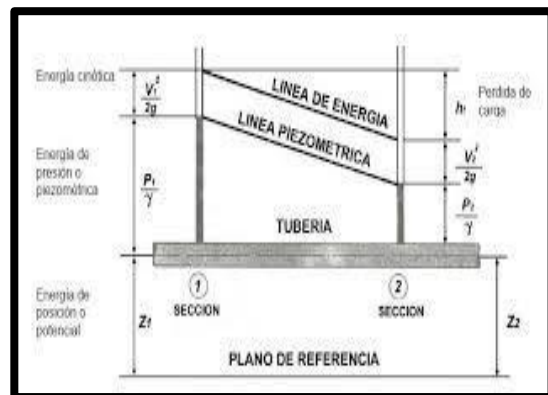 Energía cinética
V₁²
2g
LINEA DE ENERGIA
h₁
Perdida de
carga
LINEA PIEZOMETRICA
V₂²
2g
Energía de
presión o
piezométrica
P₁
γ
P₂
γ
TUBERIA
1
SECCION
2
SECCION
Energía de
posición o
potencial
Z₁
Z₂
PLANO DE REFERENCIA